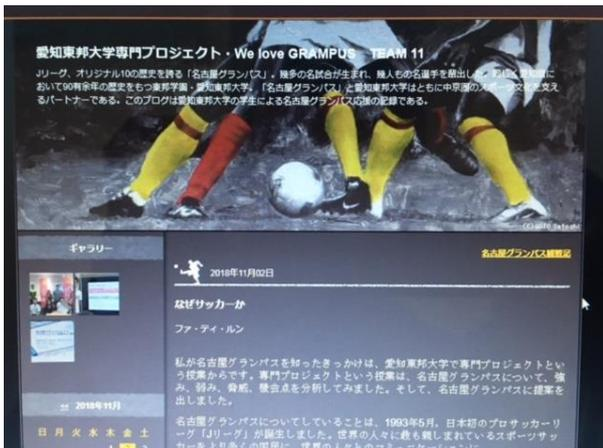 愛知東邦大学専門プロジェクト・We love GRAMPUS TEAM 11
Jリーグ、オリジナル10の歴史を誇る「名古屋グランパス」。幾多の名試合が生まれ、幾人もの名選手を輩出した。
おいて90有余年の歴史をもつ東邦学園・愛知東邦大学。「名古屋グランパス」と愛知東邦大学はともに中京圏のスポーツ文化を支え
るパートナーである。このブログは愛知東邦大学の学生による名古屋グランパス応援の記録である。
(C)GOTO Satoshi
名古屋グランパス観戦記
ギャラリー
2018年11月02日
なぜサッカーか
ファ・ティ・ルン
私が名古屋グランパスを知ったきっかけは、愛知東邦大学で専門プロジェクトとい
う授業からです。専門プロジェクトという授業は、名古屋グランパスについて、強
み、弱み、脅威、機会点を分析してみました。そして、名古屋グランパスに提案を
出しました。
名古屋グランパスについてしていることは、1993年5月、日本初のプロサッカーリ
ーグ「Jリーグ」が誕生しました。世界の人々に最も親しまれているスポーツサッ
<< 2018年11月
日 月 火 水 木 金 土